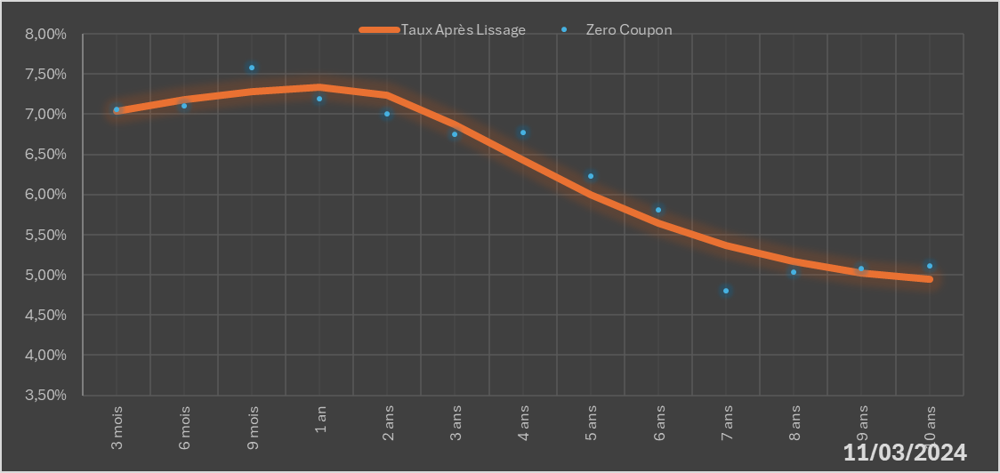 Taux Après Lissage Zero Coupon
8,00%
7,50%
7,00%
6,50%
6,00%
5,50%
5,00%
4,50%
4,00%
3,50%
3 mois
6 mois
9 mois
1 an
2 ans
3 ans
4 ans
5 ans
6 ans
7 ans
8 ans
9 ans
10 ans
11/03/2024